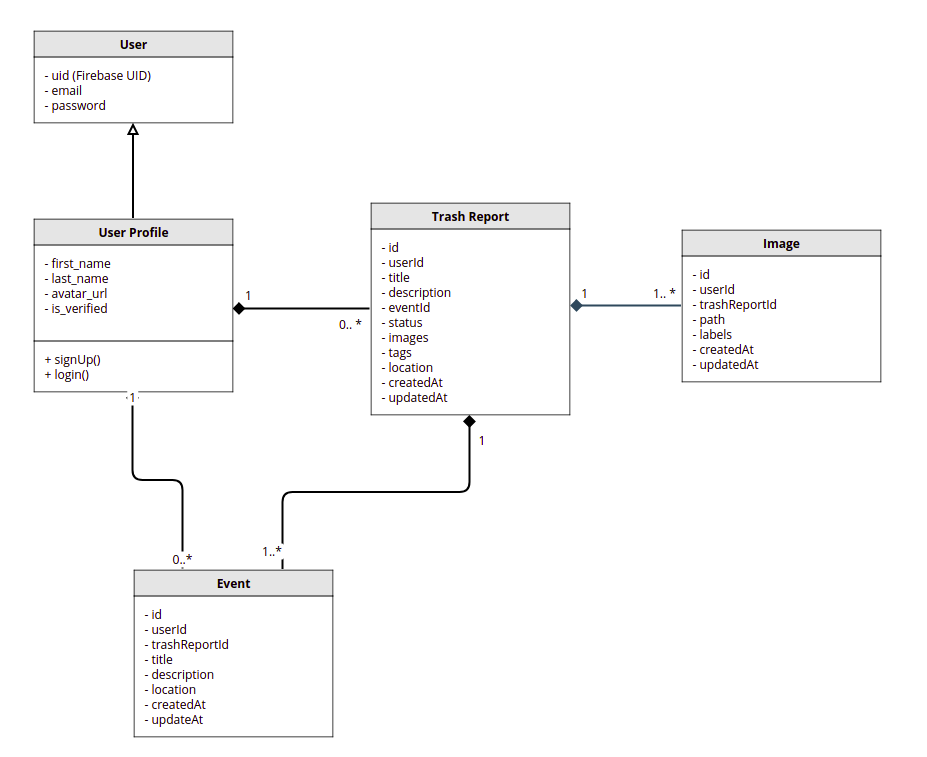 User
- uid (Firebase UID)
- email
- password
User Profile
- first_name
- last_name
- avatar_url
- is_verified
+ signUp()
+ login()
1
0.. *
Trash Report
- id
- userId
- title
- description
- eventId
- status
- images
- tags
- location
- createdAt
- updatedAt
1
1.. *
Image
- id
- userId
- trashReportId
- path
- labels
- createdAt
- updatedAt
1
0..*
1
1..*
Event
- id
- userId
- trashReportId
- title
- description
- location
- createdAt
- updateAt